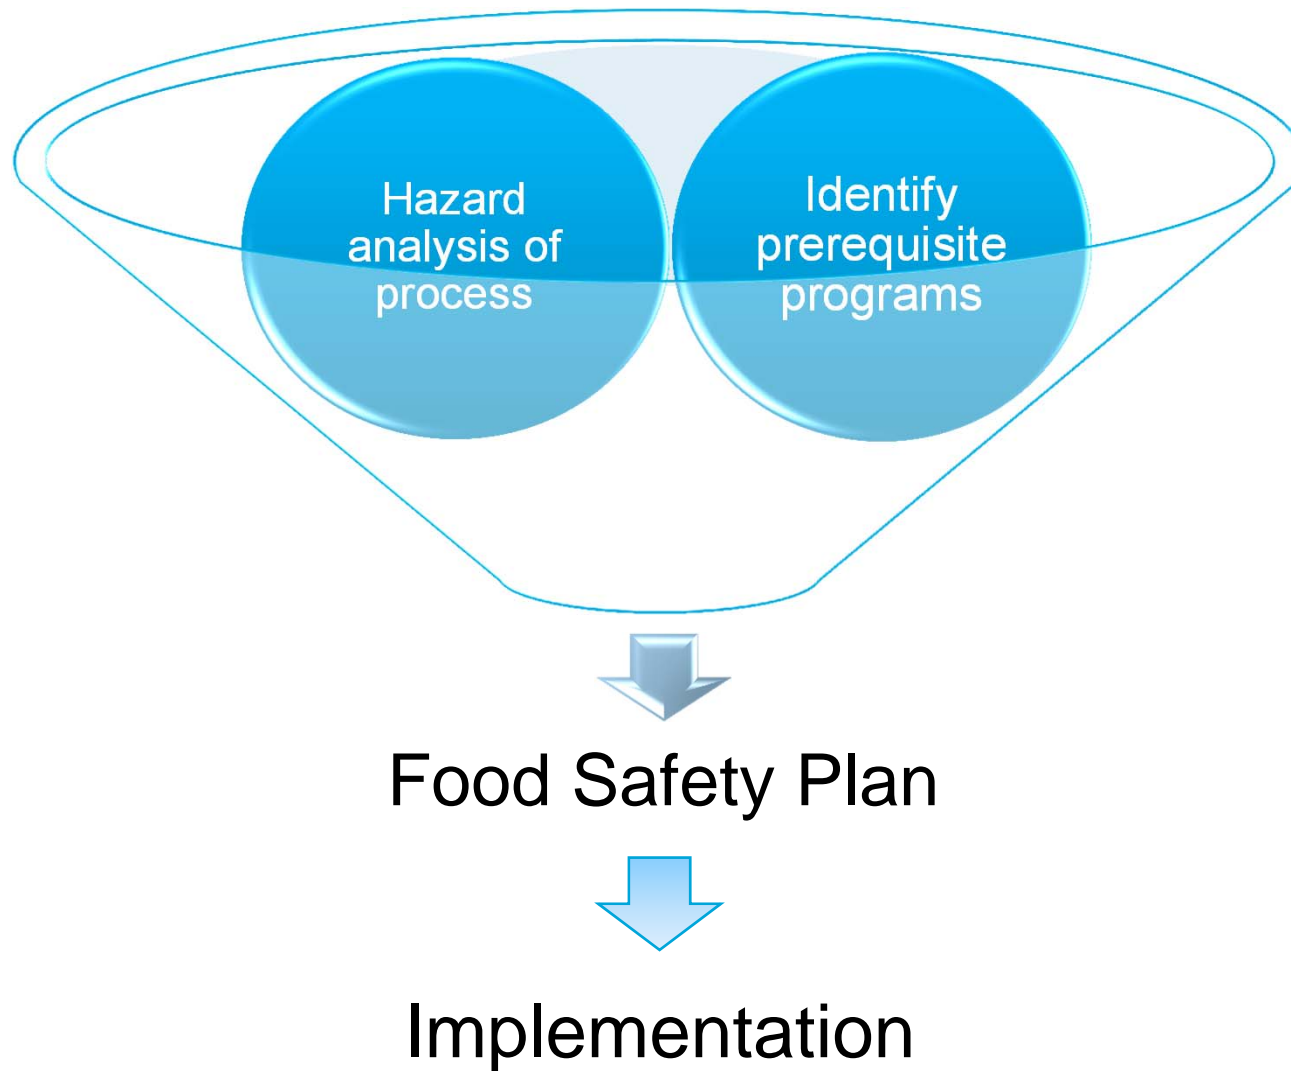 Hazard
analysis of
process
Identify
prerequisite
programs
Food Safety Plan
Implementation